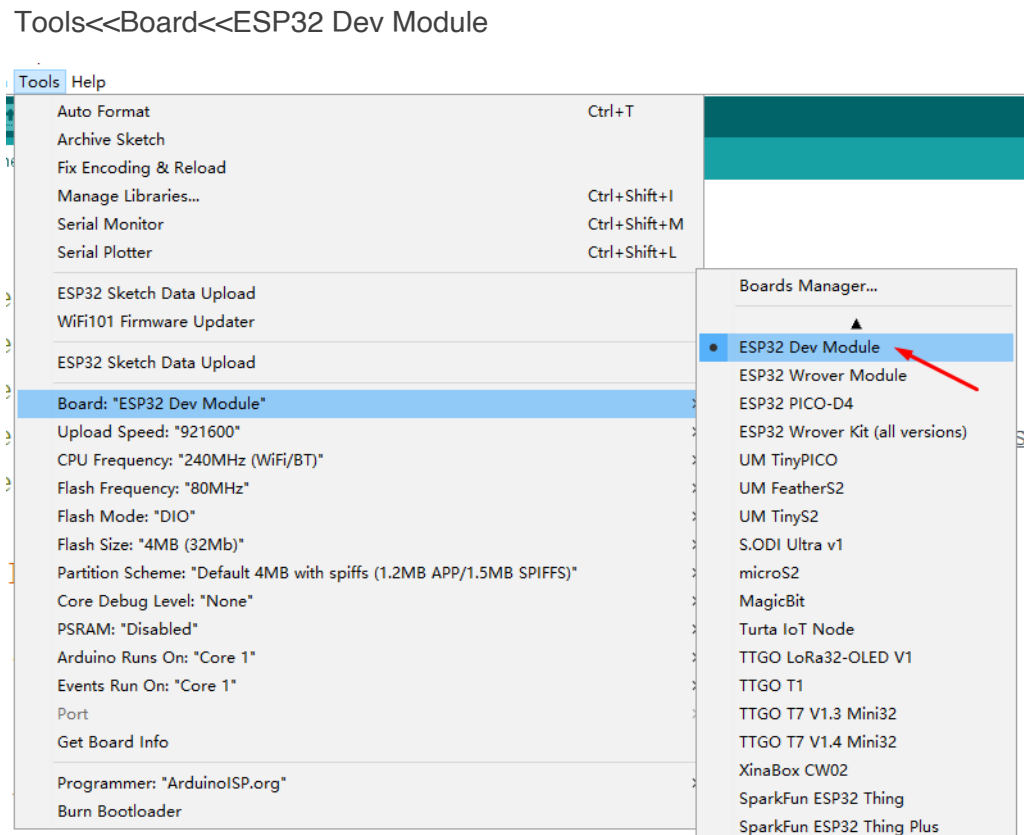 Tools<<Board<<ESP32 Dev Module
Tools Help
Auto Format Ctrl+T
Archive Sketch
Fix Encoding & Reload
Manage Libraries... Ctrl+Shift+I
Serial Monitor Ctrl+Shift+M
Serial Plotter Ctrl+Shift+L
ESP32 Sketch Data Upload
WiFi101 Firmware Updater
ESP32 Sketch Data Upload
Board: "ESP32 Dev Module"
Upload Speed: "921600"
CPU Frequency: "240MHz (WiFi/BT)"
Flash Frequency: "80MHz"
Flash Mode: "DIO"
Flash Size: "4MB (32Mb)"
Partition Scheme: "Default 4MB with spiffs (1.2MB APP/1.5MB SPIFFS)"
Core Debug Level: "None"
PSRAM: "Disabled"
Arduino Runs On: "Core 1"
Events Run On: "Core 1"
Port
Get Board Info
Programmer: "ArduinoISP.org"
Burn Bootloader
Boards Manager...
ESP32 Dev Module
ESP32 Wrover Module
ESP32 PICO-D4
ESP32 Wrover Kit (all versions)
UM TinyPICO
UM FeatherS2
UM TinyS2
S.ODI Ultra v1
microS2
MagicBit
Turta IoT Node
TTGO LoRa32-OLED V1
TTGO T1
TTGO T7 V1.3 Mini32
TTGO T7 V1.4 Mini32
XinaBox CW02
SparkFun ESP32 Thing
SparkFun ESP32 Thing Plus